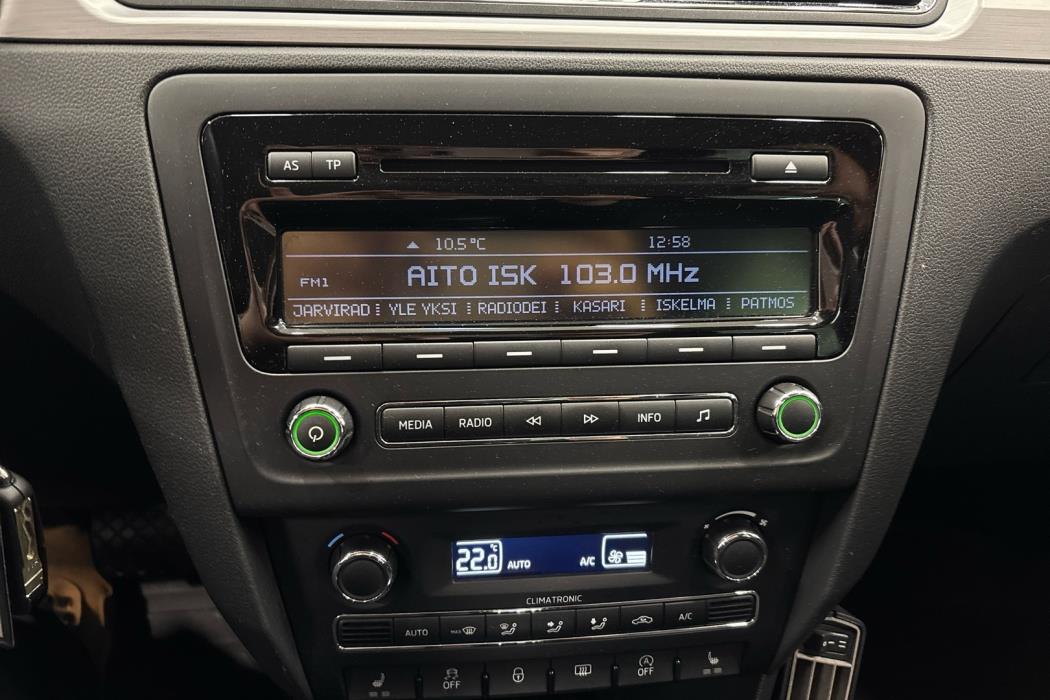 AS TP
10.5°C 12:58
FM1 AITO ISK 103.0 MHz
JARVIRAD YLE YKSI RADIODEI KASARI ISKELMA PATMOS
MEDIA RADIO INFO
22.0°C AUTO A/C
CLIMATRONIC
AUTO MAX A/C
OFF A OFF